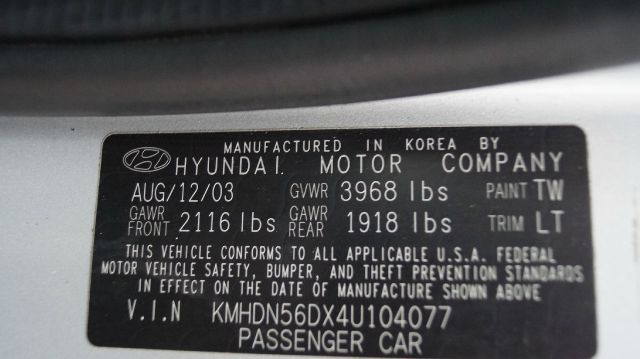 MANUFACTURED IN KOREA BY
HYUNDAI MOTOR COMPANY
AUG/12/03 GVWR 3968 lbs PAINT TW
GAWR FRONT 2116 lbs GAWR REAR 1918 lbs TRIM LT
THIS VEHICLE CONFORMS TO ALL APPLICABLE U.S.A. FEDERAL
MOTOR VEHICLE SAFETY, BUMPER, AND THEFT PREVENTION STANDARDS
IN EFFECT ON THE DATE OF MANUFACTURE SHOWN ABOVE
V.I.N KMHDN56DX4U104077
PASSENGER CAR